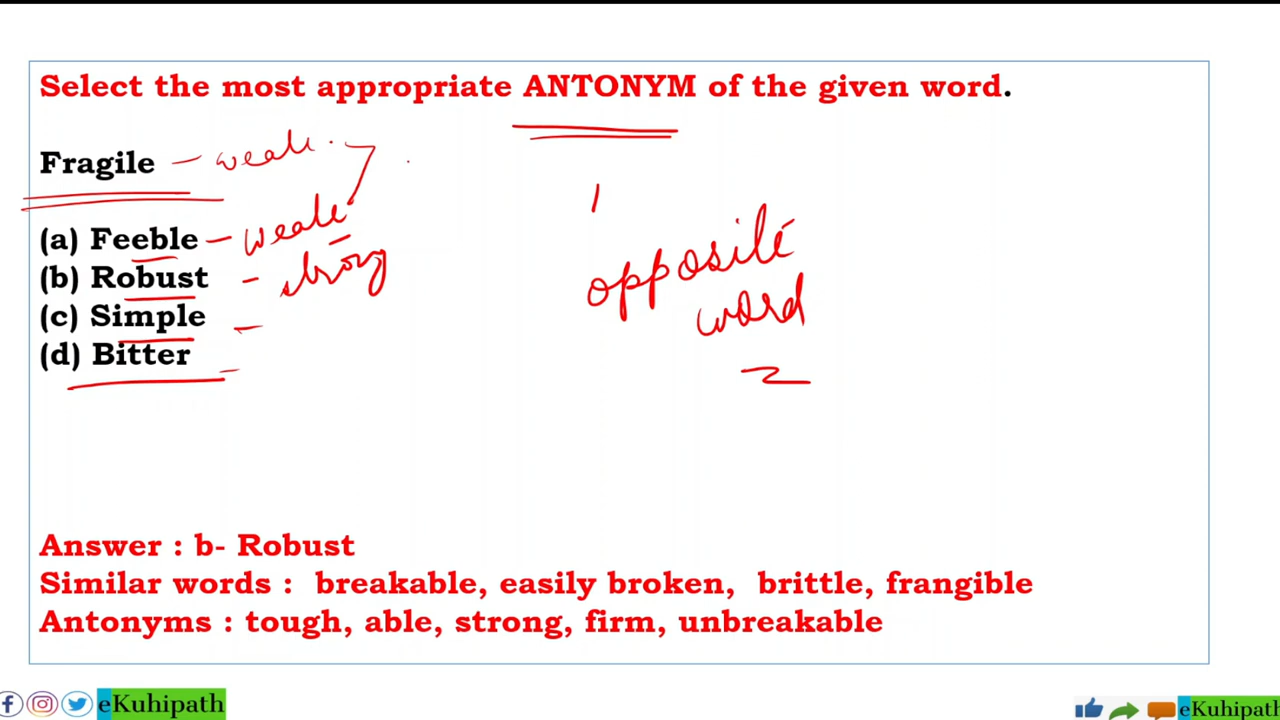 Select the most appropriate ANTONYM of the given word.
Fragile - weak.
(a) Feeble - weak
(b) Robust - strong
(c) Simple -
(d) Bitter -
opposite
word
Answer : b- Robust
Similar words : breakable, easily broken, brittle, frangible
Antonyms : tough, able, strong, firm, unbreakable
eKuhipath
eKuhipath